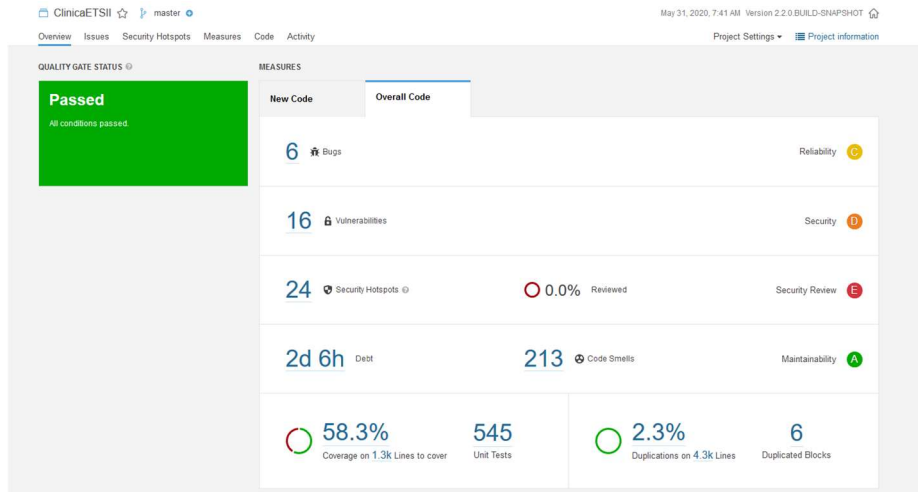 ClinicaETSII master May 31, 2020, 7:41 AM Version 2.2.0.BUILD-SNAPSHOT
Overview Issues Security Hotspots Measures Code Activity Project Settings Project information
QUALITY GATE STATUS
MEASURES
Passed
All conditions passed.
New Code Overall Code
6 Bugs Reliability C
16 Vulnerabilities Security D
24 Security Hotspots 0.0% Reviewed Security Review E
2d 6h Debt 213 Code Smells Maintainability A
58.3% 545 2.3% 6
Coverage on 1.3k Lines to cover Unit Tests Duplications on 4.3k Lines Duplicated Blocks